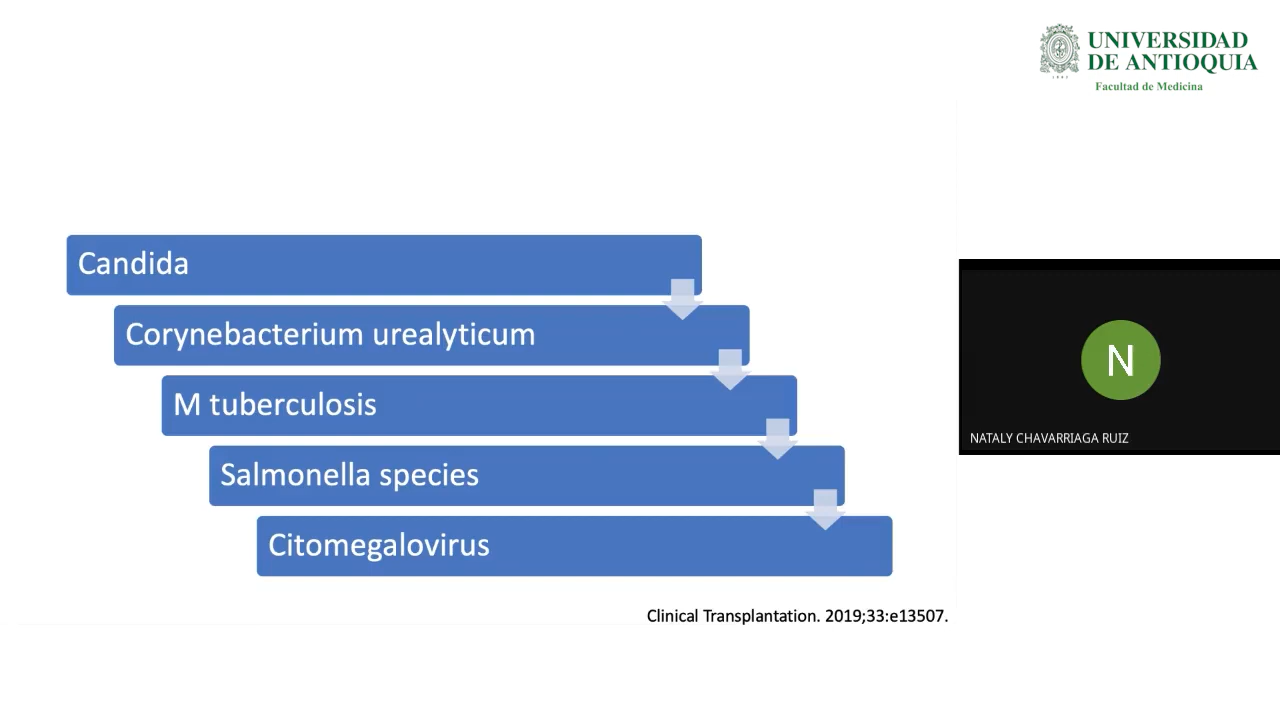 UNIVERSIDAD
DE ANTIOQUIA
Facultad de Medicina
Candida
Corynebacterium urealyticum
M tuberculosis
Salmonella species
Citomegalovirus
N
NATALY CHAVARRIAGA RUIZ
Clinical Transplantation. 2019;33:e13507.